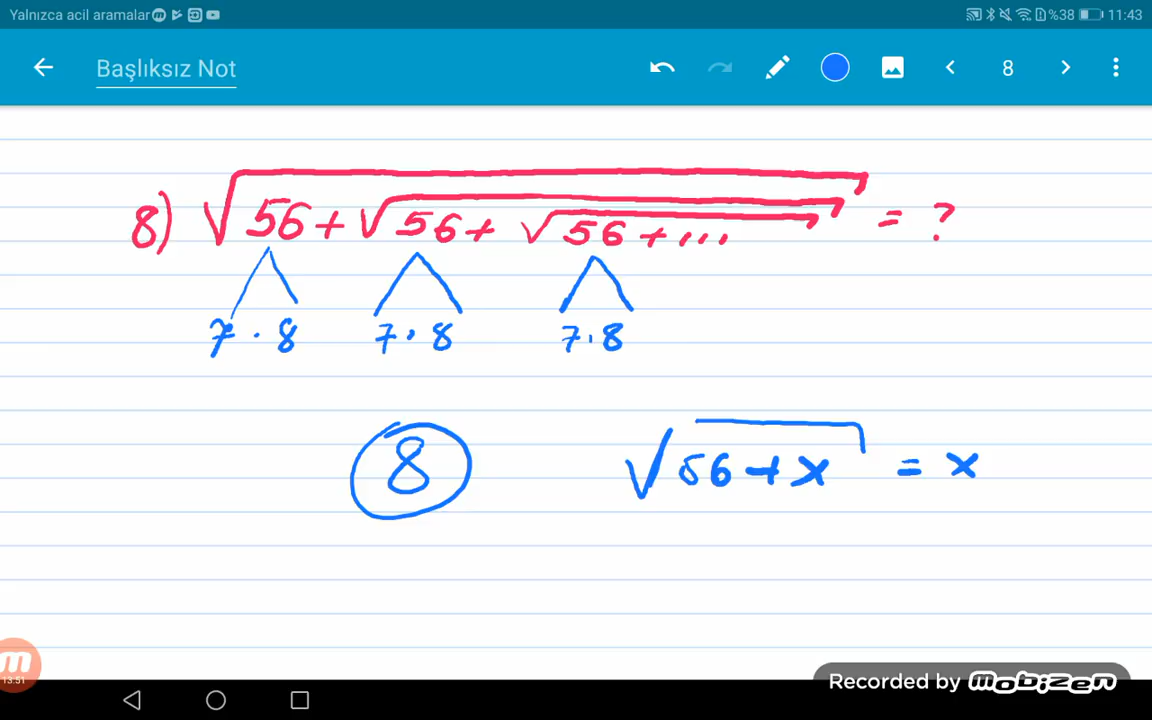 Yalnızca acil aramalar %38 11:43
Başlıksız Not 8
8) √(56+√(56+√(56+...))) = ?
7 . 8 7 . 8 7 . 8
8 √(56+x) = x
13:51
Recorded by mobizen